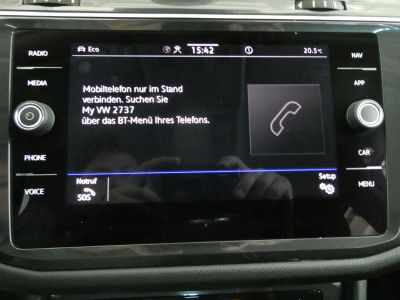 RADIO
MEDIA
PHONE
VOICE
Eco 15:42 20.5°C
Mobiltelefon nur im Stand
verbinden. Suchen Sie
My VW 2737
über das BT-Menü Ihres Telefons.
Notruf
SOS
Setup
NAV
APP
CAR
MENU